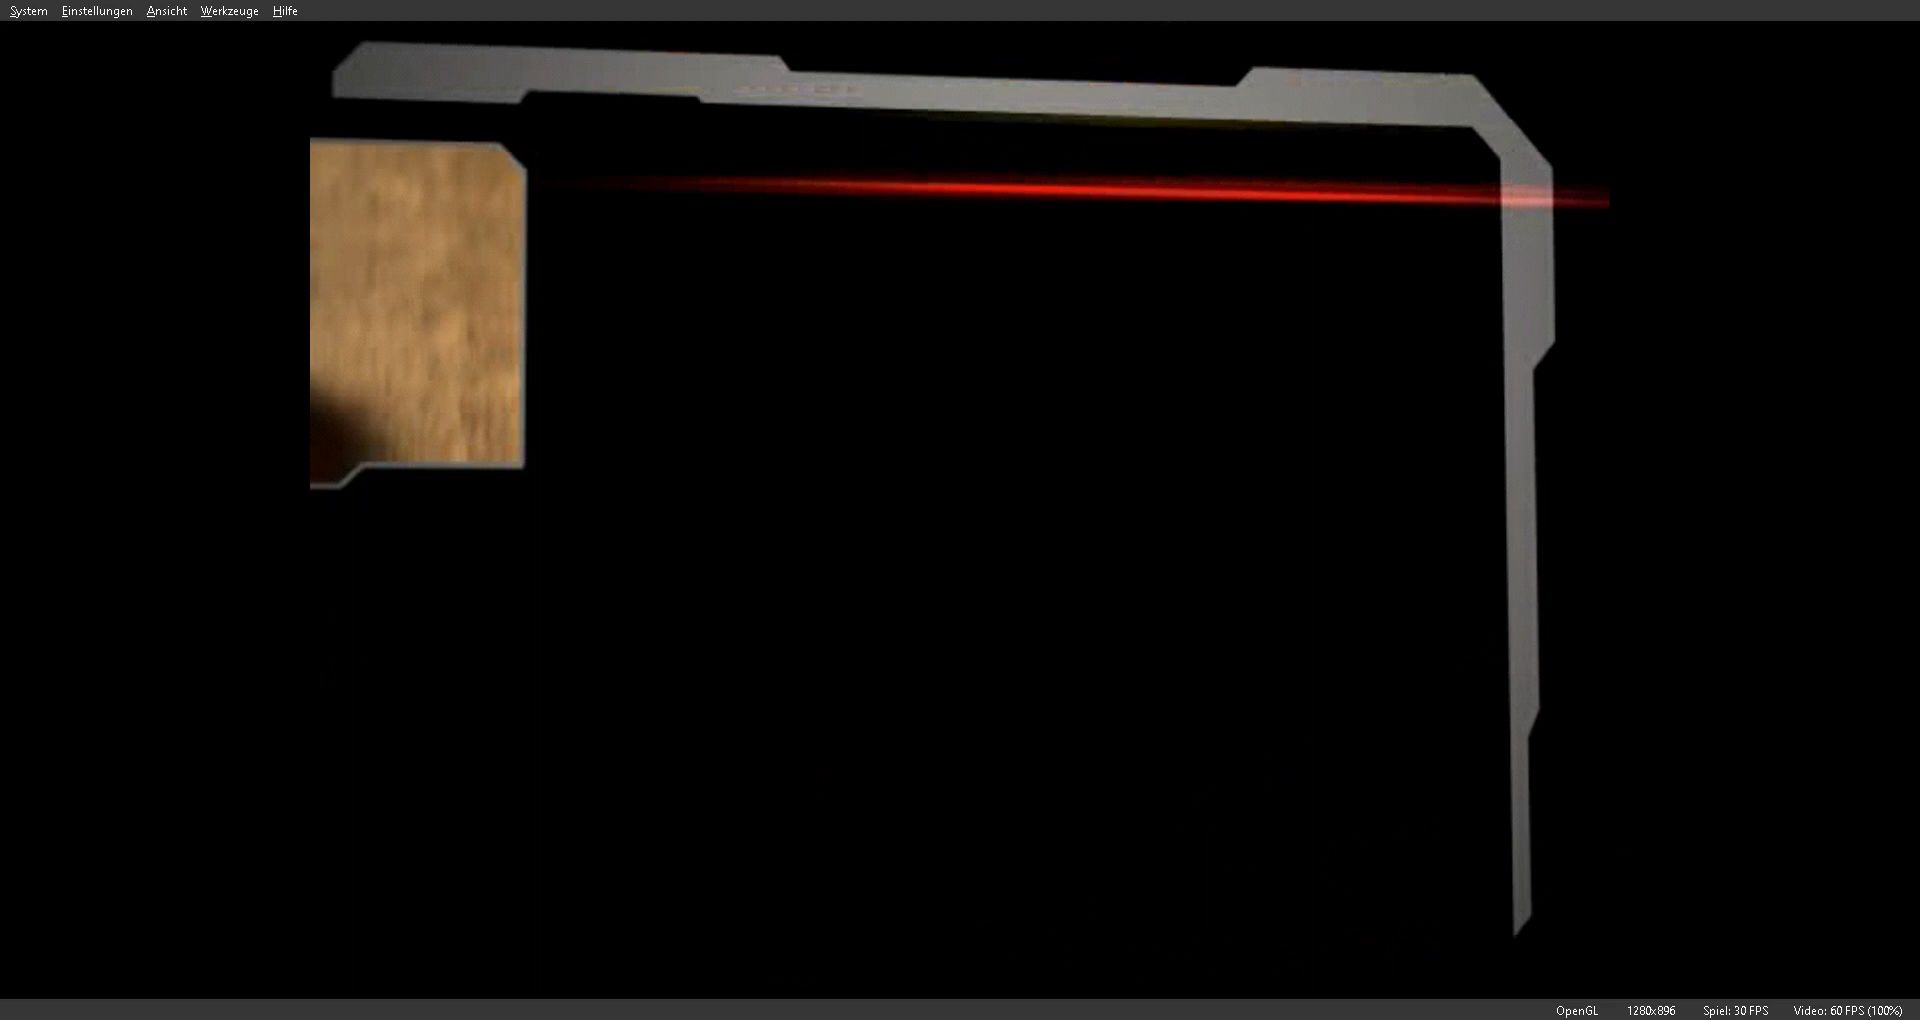 System Einstellungen Ansicht Werkzeuge Hilfe
OpenGL 1280x896 Spiel: 30 FPS Video: 60 FPS (100%)